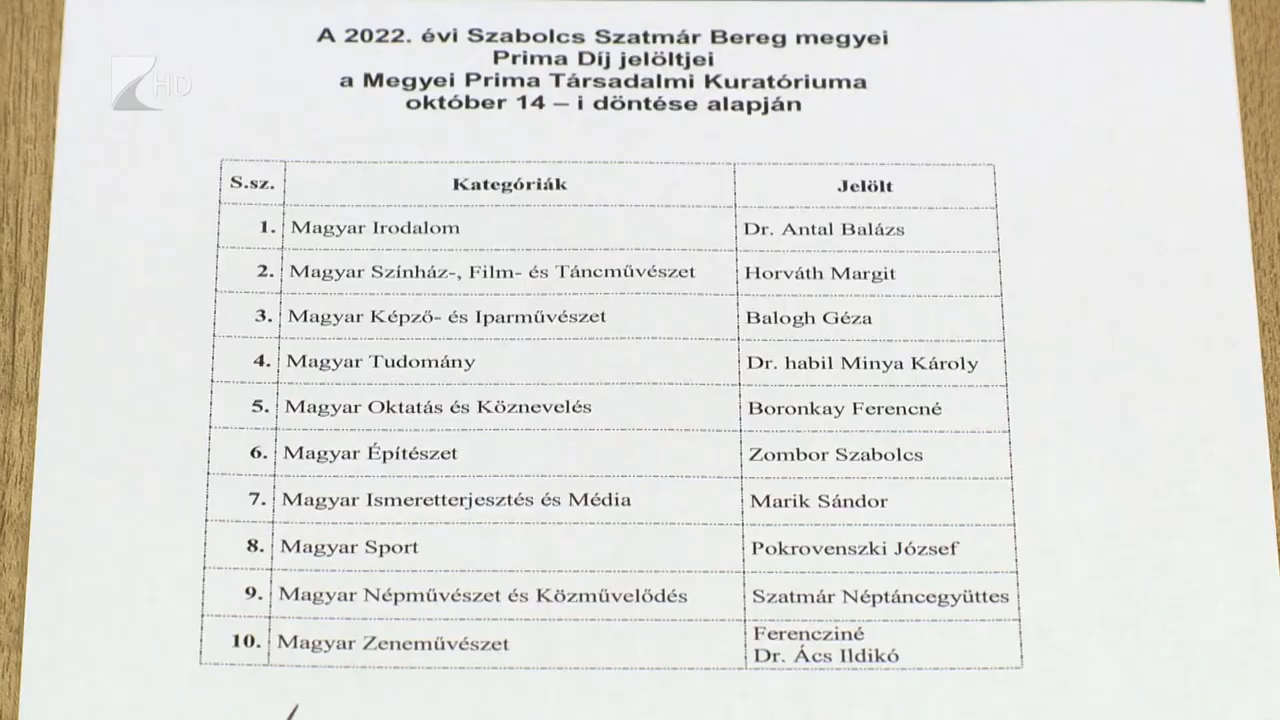 A 2022. évi Szabolcs Szatmár Bereg megyei
Prima Díj jelöltjei
a Megyei Prima Társadalmi Kuratóriuma
október 14 – i döntése alapján
HD
S.sz. Kategóriák Jelölt
1. Magyar Irodalom Dr. Antal Balázs
2. Magyar Színház-, Film- és Táncművészet Horváth Margit
3. Magyar Képző- és Iparművészet Balogh Géza
4. Magyar Tudomány Dr. habil Minya Károly
5. Magyar Oktatás és Köznevelés Boronkay Ferencné
6. Magyar Építészet Zombor Szabolcs
7. Magyar Ismeretterjesztés és Média Marik Sándor
8. Magyar Sport Pokrovenszki József
9. Magyar Népművészet és Közművelődés Szatmár Néptáncegyüttes
10. Magyar Zeneművészet Ferencziné
Dr. Ács Ildikó